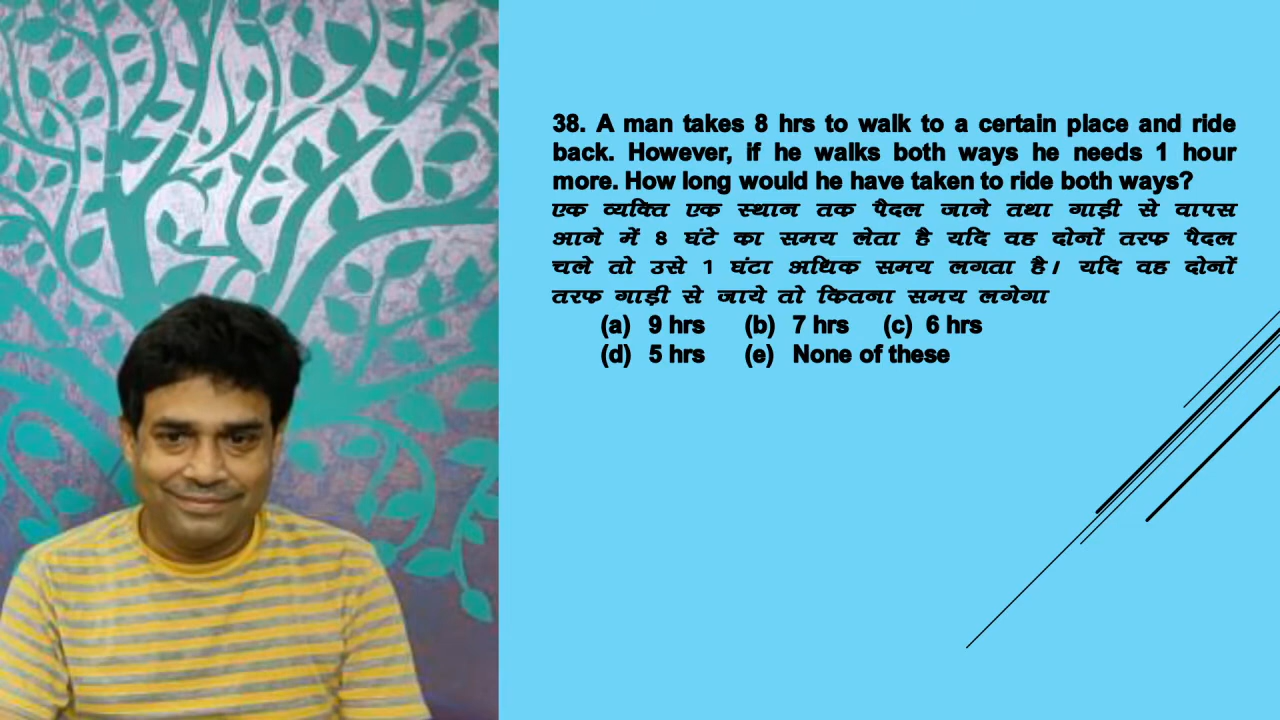 38. A man takes 8 hrs to walk to a certain place and ride
back. However, if he walks both ways he needs 1 hour
more. How long would he have taken to ride both ways?
एक व्यक्ति एक स्थान तक पैदल जाने तथा गाड़ी से वापस
आने में 8 घंटे का समय लेता है यदि वह दोनों तरफ पैदल
चले तो उसे 1 घंटा अधिक समय लगता है। यदि वह दोनों
तरफ गाड़ी से जाये तो कितना समय लगेगा
(a) 9 hrs (b) 7 hrs (c) 6 hrs
(d) 5 hrs (e) None of these